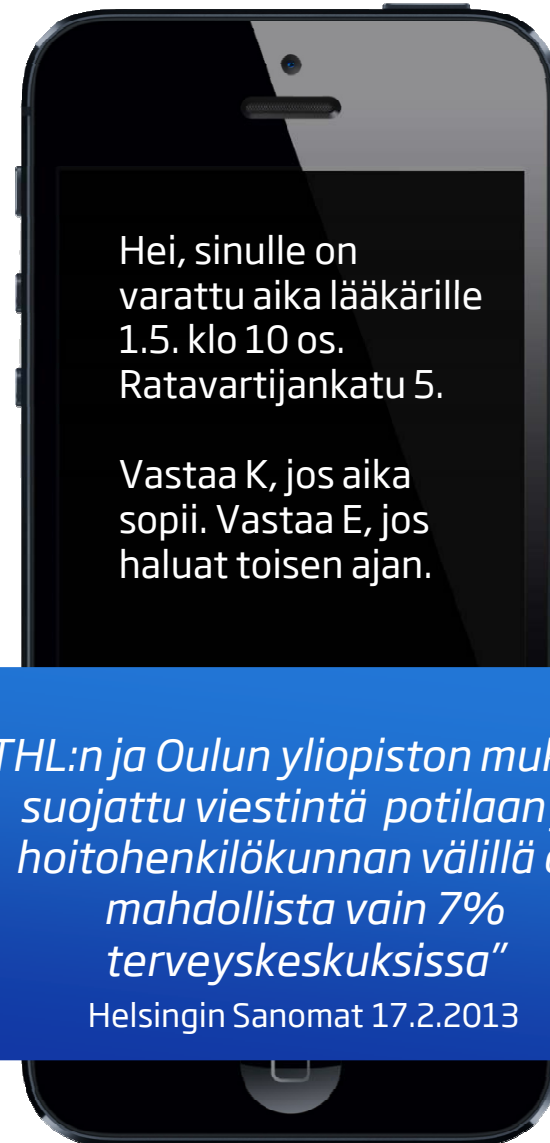 Hei, sinulle on
varattu aika lääkärille
1.5. klo 10 os.
Ratavartijankatu 5.
Vastaa K, jos aika
sopii. Vastaa E, jos
haluat toisen ajan.
THL:n ja Oulun yliopiston
suojattu viestintä potilaan
hoitohenkilökunnan välillä
mahdollista vain 7%
terveyskeskuksissa”
Helsingin Sanomat 17.2.2013